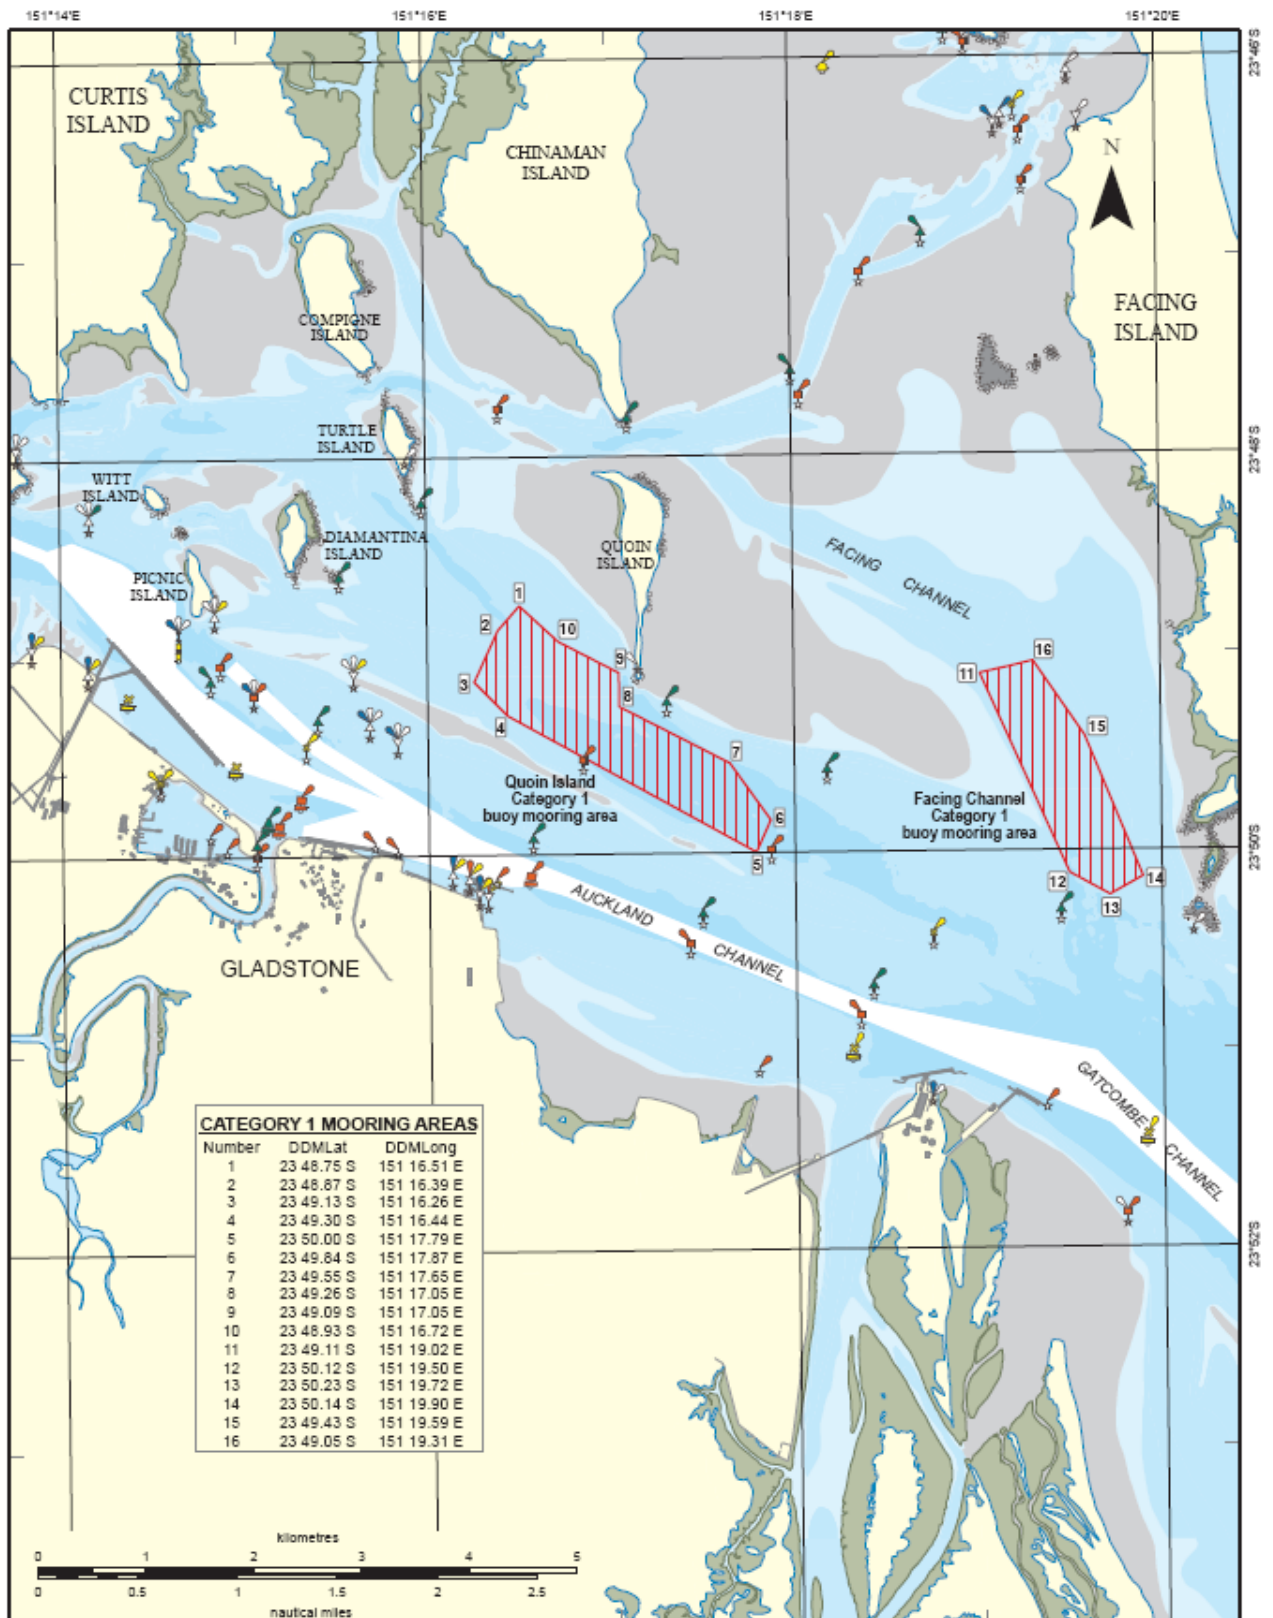 151°14'E
151°16'E
151°18'E
151°20'E
23°46'S
CURTIS
ISLAND
CHINAMAN
ISLAND
N
FACING
ISLAND
COMPIGNE
ISLAND
TURTLE
ISLAND
23°48'S
WITT
ISLAND
DIAMANTINA
ISLAND
QUOIN
ISLAND
FACING CHANNEL
PICNIC
ISLAND
1
2
10
9
16
3
11
8
4
15
7
Quoin Island
Category 1
buoy mooring area
Facing Channel
Category 1
buoy mooring area
6
5
23°50'S
12
14
13
AUCKLAND CHANNEL
GLADSTONE
GATCOMBE CHANNEL
23°52'S
CATEGORY 1 MOORING AREAS
Number DDMLat DDMLong
1 23 48.75 S 151 16.51 E
2 23 48.87 S 151 16.39 E
3 23 49.13 S 151 16.26 E
4 23 49.30 S 151 16.44 E
5 23 50.00 S 151 17.79 E
6 23 49.84 S 151 17.87 E
7 23 49.55 S 151 17.65 E
8 23 49.26 S 151 17.05 E
9 23 49.09 S 151 17.05 E
10 23 48.93 S 151 16.72 E
11 23 49.11 S 151 19.02 E
12 23 50.12 S 151 19.50 E
13 23 50.23 S 151 19.72 E
14 23 50.14 S 151 19.90 E
15 23 49.43 S 151 19.59 E
16 23 49.05 S 151 19.31 E
kilometres
0 1 2 3 4 5
0 0.5 1 1.5 2 2.5
nautical miles